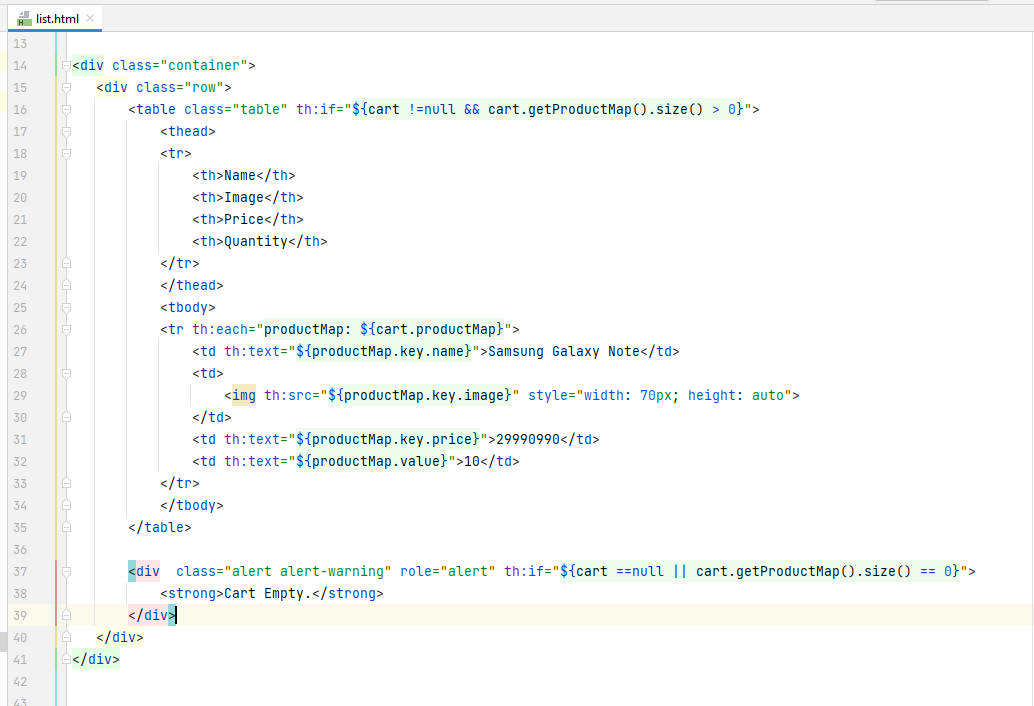 list.html
13
14 <div class="container">
15 <div class="row">
16 <table class="table" th:if="${cart !=null && cart.getProductMap().size() > 0}">
17 <thead>
18 <tr>
19 <th>Name</th>
20 <th>Image</th>
21 <th>Price</th>
22 <th>Quantity</th>
23 </tr>
24 </thead>
25 <tbody>
26 <tr th:each="productMap: ${cart.productMap}">
27 <td th:text="${productMap.key.name}">Samsung Galaxy Note</td>
28 <td>
29 <img th:src="${productMap.key.image}" style="width: 70px; height: auto">
30 </td>
31 <td th:text="${productMap.key.price}">29990990</td>
32 <td th:text="${productMap.value}">10</td>
33 </tr>
34 </tbody>
35 </table>
36
37 <div  class="alert alert-warning" role="alert" th:if="${cart ==null || cart.getProductMap().size() == 0}">
38 <strong>Cart Empty.</strong>
39 </div>
40 </div>
41 </div>
42
43